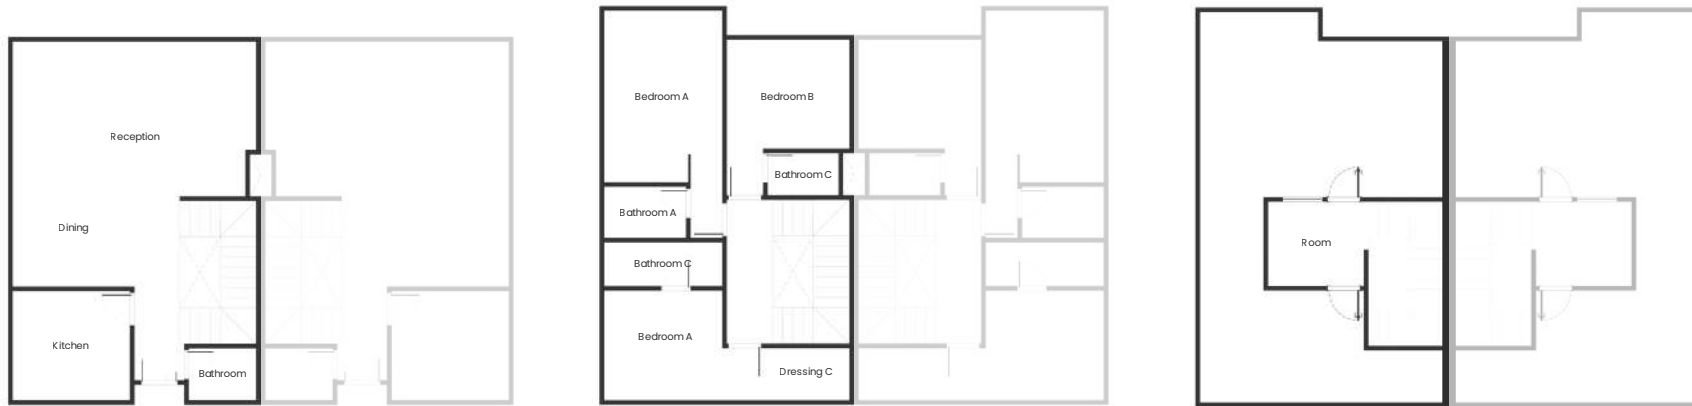 Reception
Dining
Kitchen
Bathroom
Bedroom A
Bedroom B
Bathroom C
Bathroom A
Bathroom C
Bedroom A
Dressing C
Room